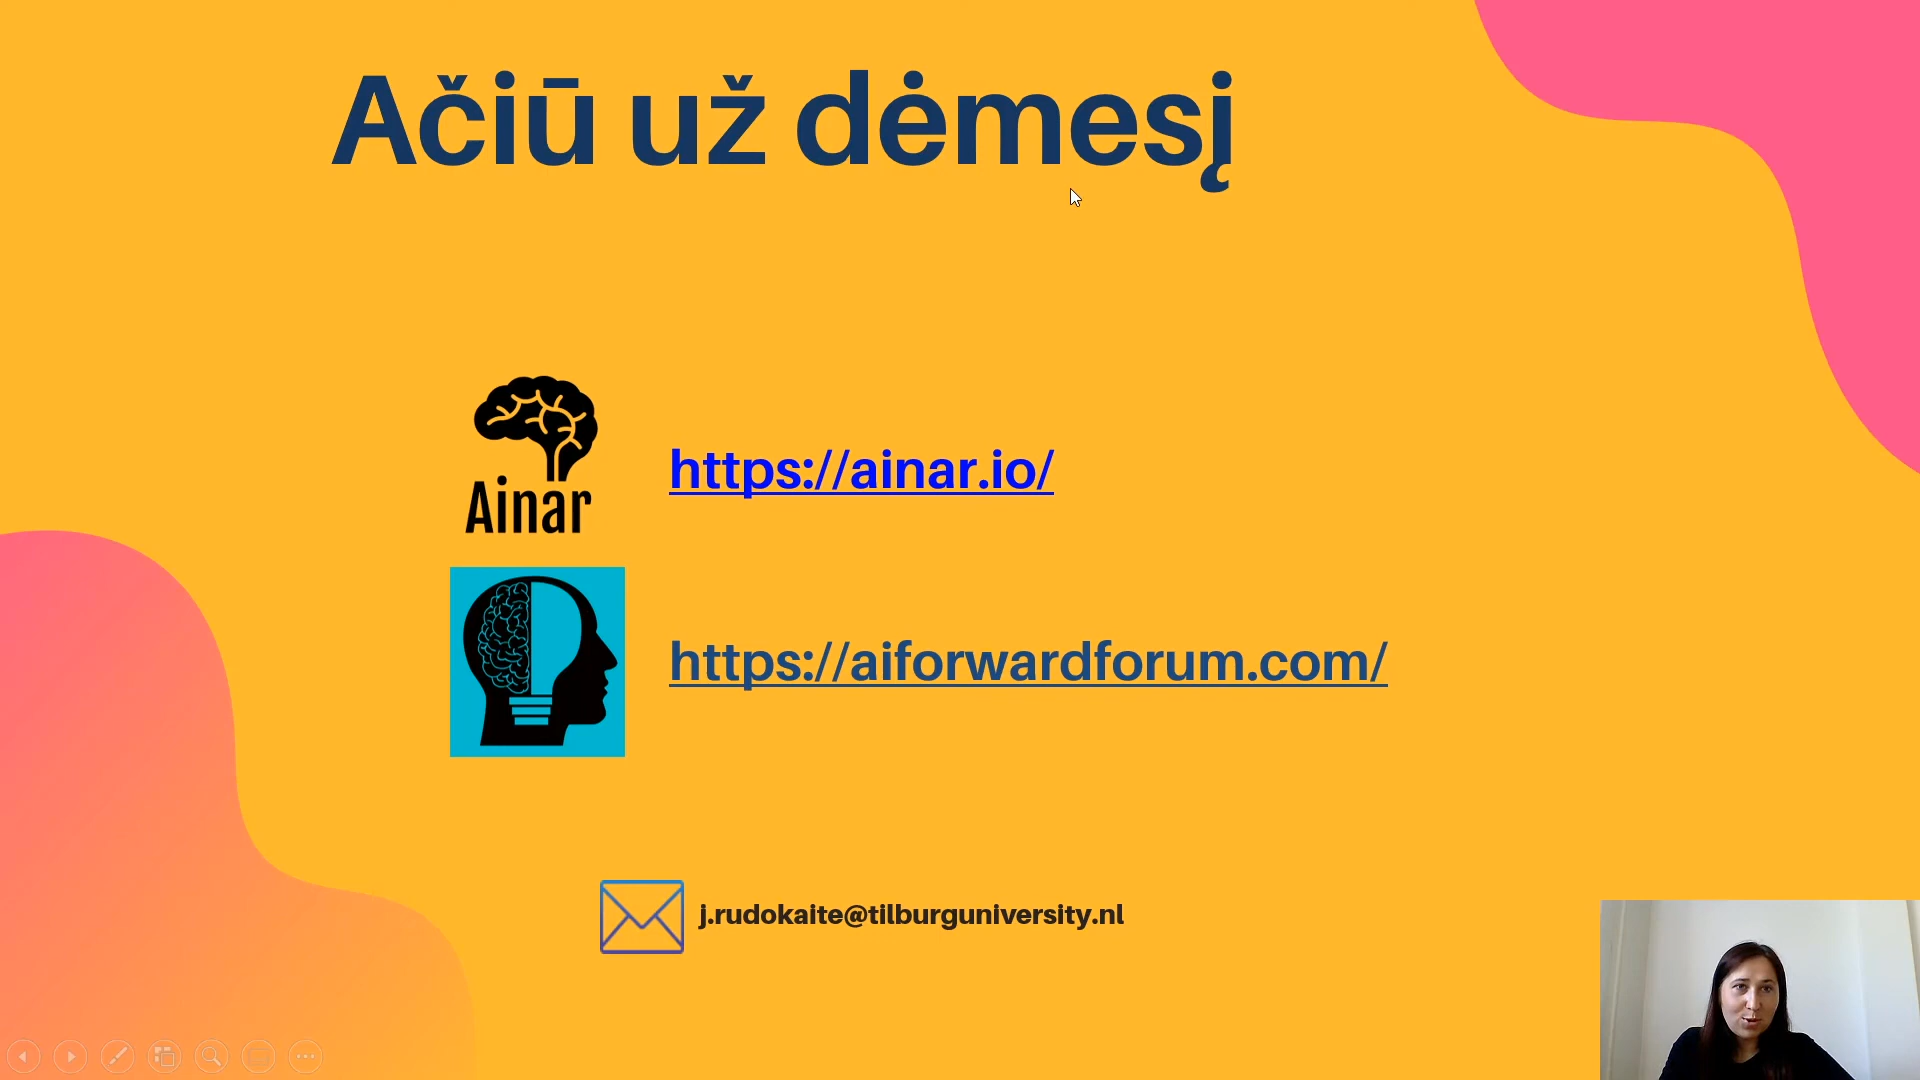 Ačiū už dėmesį
Ainar
https://ainar.io/
https://aiforwardforum.com/
j.rudokaite@tilburguniversity.nl